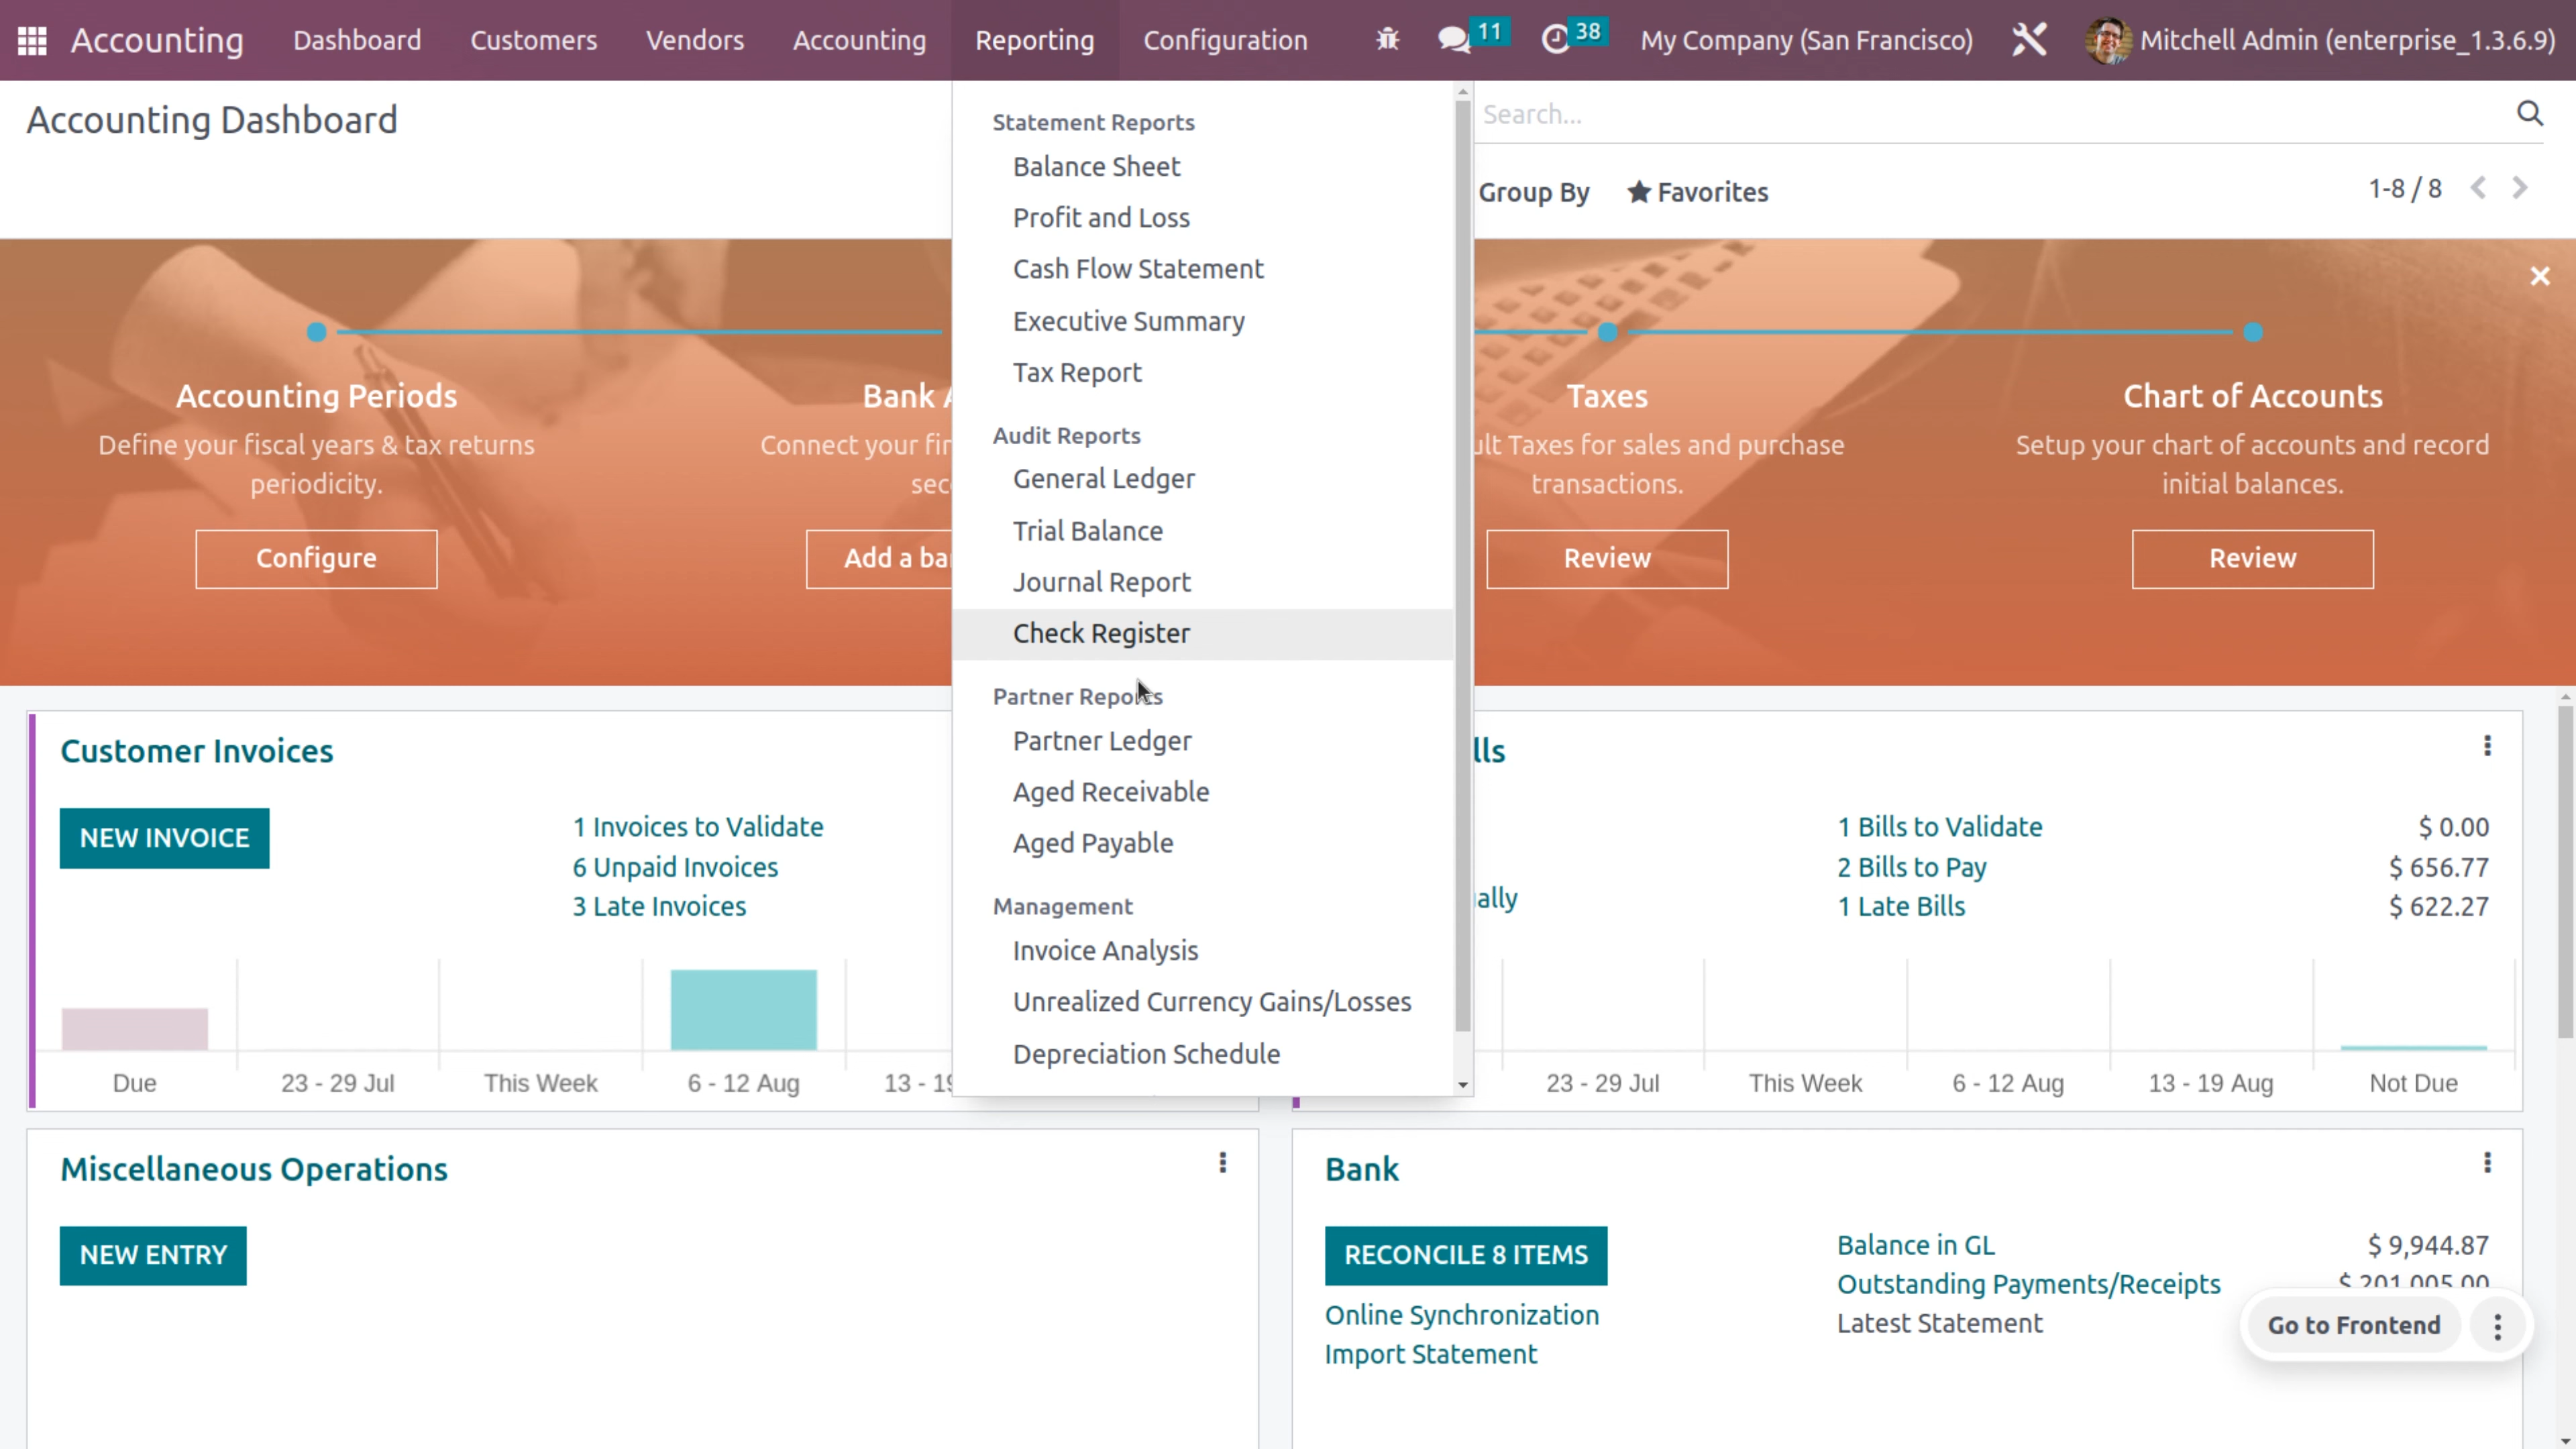 Accounting Dashboard Customers Vendors Accounting Reporting Configuration 11 38 My Company (San Francisco) Mitchell Admin (enterprise_1.3.6.9)
Accounting Dashboard
Search...
Group By Favorites 1-8 / 8
Statement Reports
Balance Sheet
Profit and Loss
Cash Flow Statement
Executive Summary
Tax Report
Audit Reports
General Ledger
Trial Balance
Journal Report
Check Register
Partner Reports
Partner Ledger
Aged Receivable
Aged Payable
Management
Invoice Analysis
Unrealized Currency Gains/Losses
Depreciation Schedule
Accounting Periods
Define your fiscal years & tax returns
periodicity.
Configure
Bank
Connect your
Add a
Taxes
Taxes for sales and purchase
transactions.
Review
Chart of Accounts
Setup your chart of accounts and record
initial balances.
Review
Customer Invoices
NEW INVOICE
1 Invoices to Validate
6 Unpaid Invoices
3 Late Invoices
Due 23 - 29 Jul This Week 6 - 12 Aug 13 -
1 Bills to Validate $ 0.00
2 Bills to Pay $ 656.77
1 Late Bills $ 622.27
23 - 29 Jul This Week 6 - 12 Aug 13 - 19 Aug Not Due
Miscellaneous Operations
NEW ENTRY
Bank
RECONCILE 8 ITEMS
Online Synchronization
Import Statement
Balance in GL $ 9,944.87
Outstanding Payments/Receipts $ 201,005.00
Latest Statement
Go to Frontend